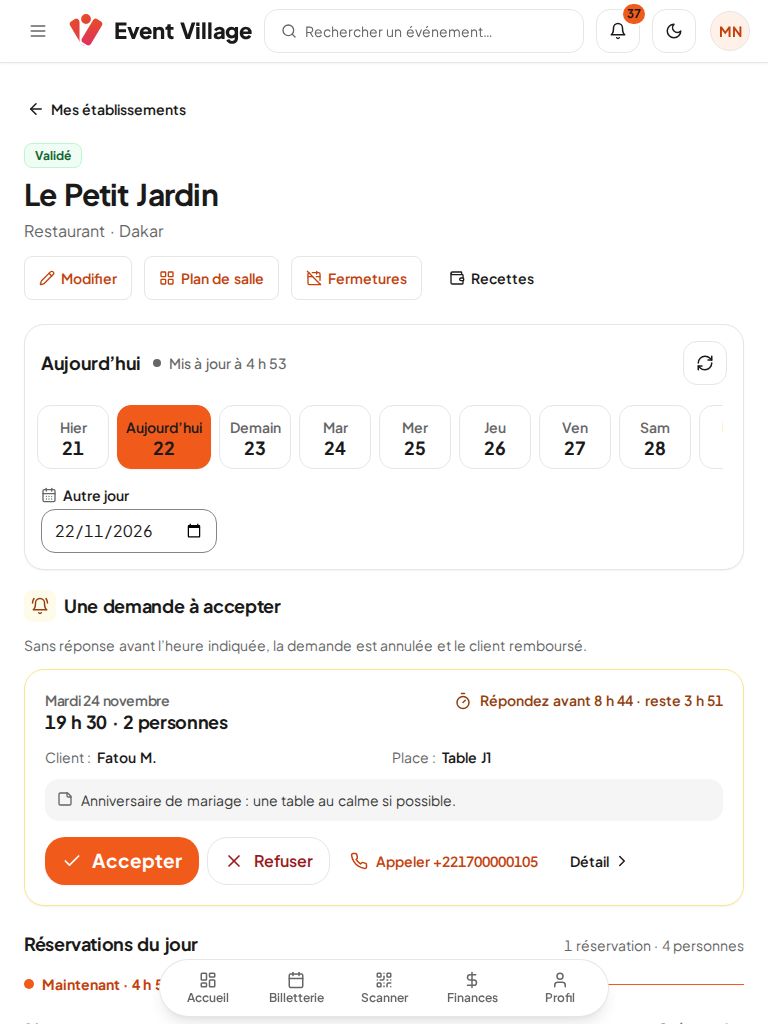 Event Village
Rechercher un événement…
37
MN
Mes établissements
Validé
Le Petit Jardin
Restaurant · Dakar
Modifier
Plan de salle
Fermetures
Recettes
Aujourd’hui
Mis à jour à 4 h 53
Hier
21
Aujourd’hui
22
Demain
23
Mar
24
Mer
25
Jeu
26
Ven
27
Sam
28
Autre jour
22/11/2026
Une demande à accepter
Sans réponse avant l’heure indiquée, la demande est annulée et le client remboursé.
Mardi 24 novembre
Répondez avant 8 h 44 · reste 3 h 51
19 h 30 · 2 personnes
Client : Fatou M.
Place : Table J1
Anniversaire de mariage : une table au calme si possible.
Accepter
Refuser
Appeler +221700000105
Détail
Réservations du jour
1 réservation · 4 personnes
Maintenant · 4 h
Accueil
Billetterie
Scanner
Finances
Profil